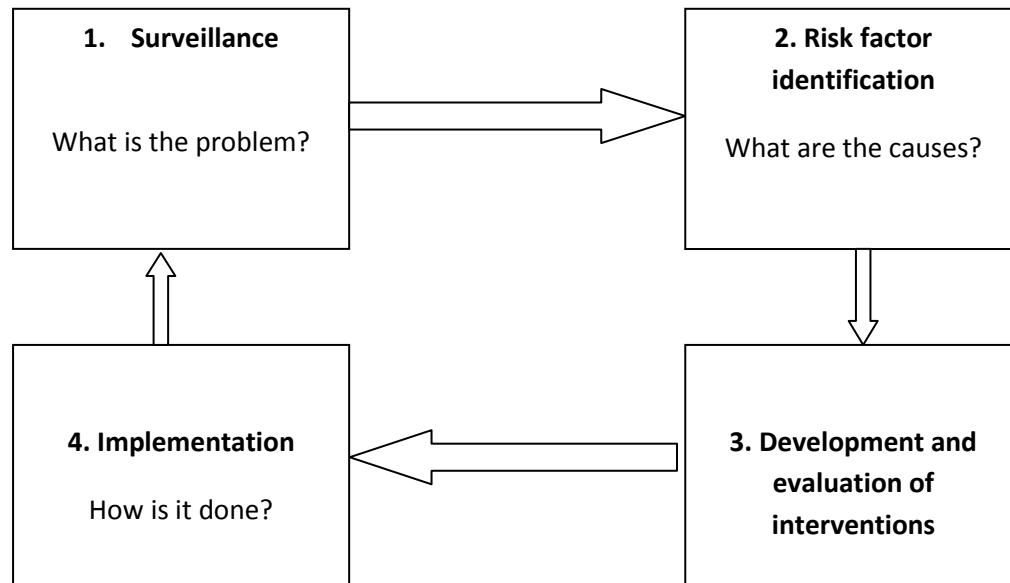 1. Surveillance
What is the problem?
2. Risk factor
identification
What are the causes?
4. Implementation
How is it done?
3. Development and
evaluation of
interventions